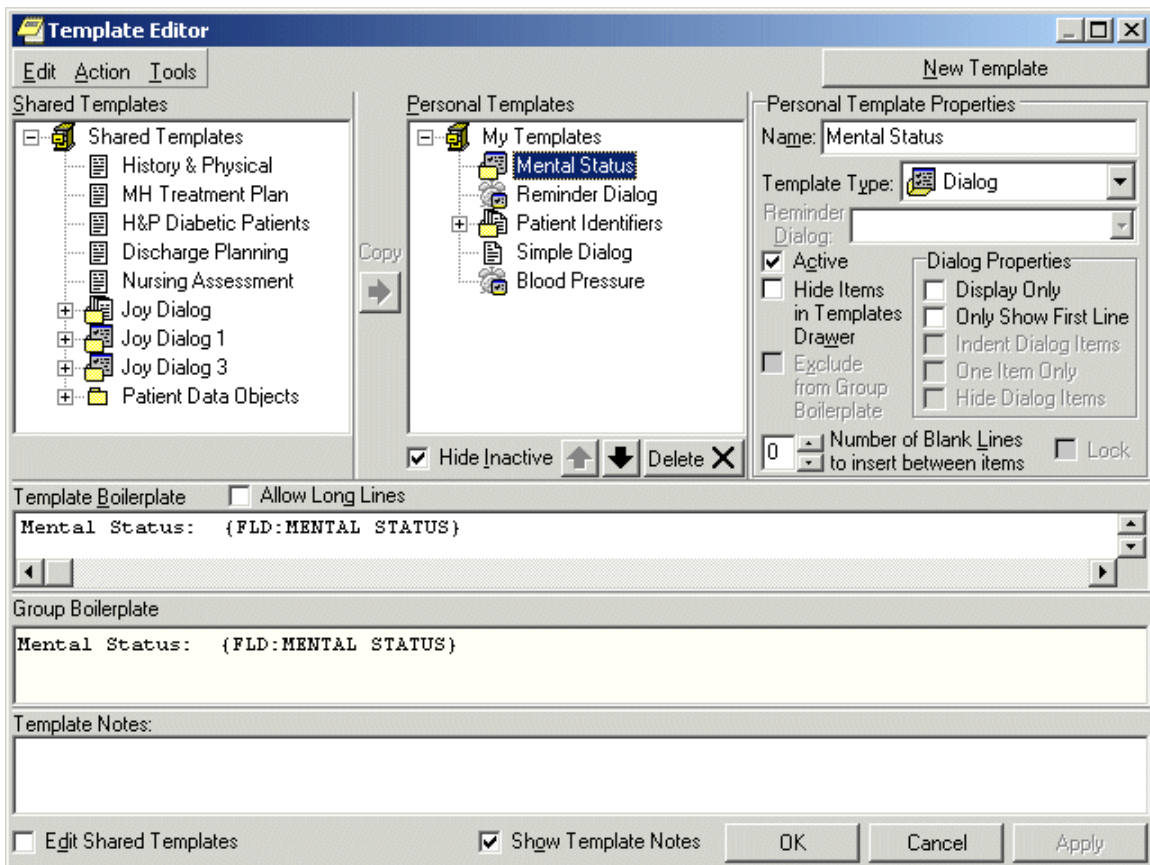 Template Editor
Edit Action Tools
New Template
Shared Templates
Shared Templates
History & Physical
MH Treatment Plan
H&P Diabetic Patients
Discharge Planning
Nursing Assessment
Joy Dialog
Joy Dialog 1
Joy Dialog 3
Patient Data Objects
Copy
Personal Templates
My Templates
Mental Status
Reminder Dialog
Patient Identifiers
Simple Dialog
Blood Pressure
Hide Inactive
Delete
Personal Template Properties
Name: Mental Status
Template Type: Dialog
Reminder
Dialog:
Active
Hide Items
in Templates
Drawer
Exclude
from Group
Boilerplate
Dialog Properties
Display Only
Only Show First Line
Indent Dialog Items
One Item Only
Hide Dialog Items
0 Number of Blank Lines
to insert between items
Lock
Template Boilerplate Allow Long Lines
Mental Status: {FLD:MENTAL STATUS}
Group Boilerplate
Mental Status: {FLD:MENTAL STATUS}
Template Notes:
Edit Shared Templates Show Template Notes OK Cancel Apply